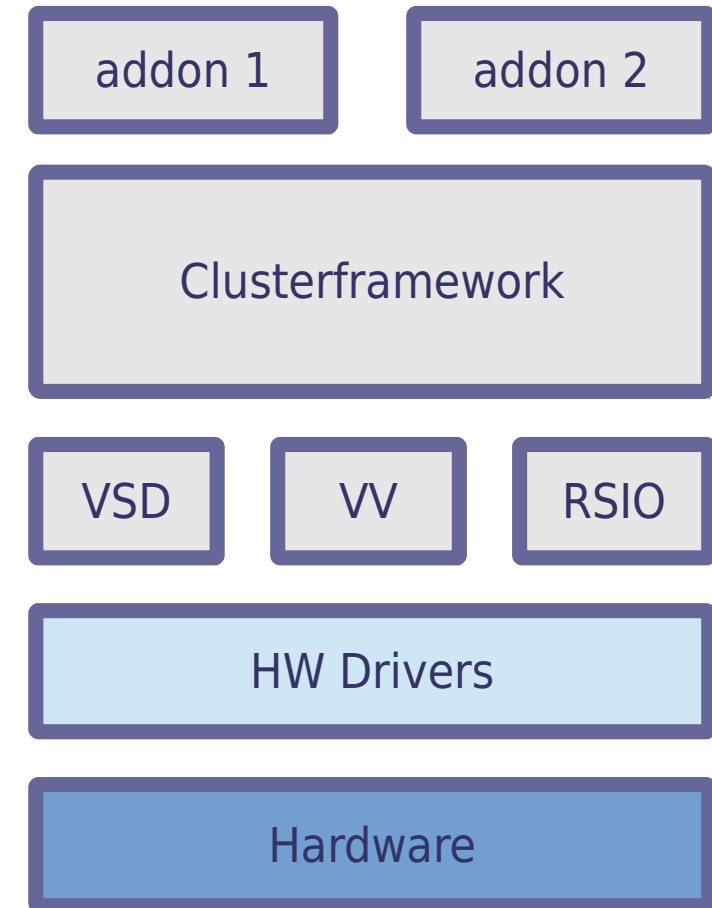 addon 1
addon 2
Clusterframework
VSD
VV
RSIO
HW Drivers
Hardware